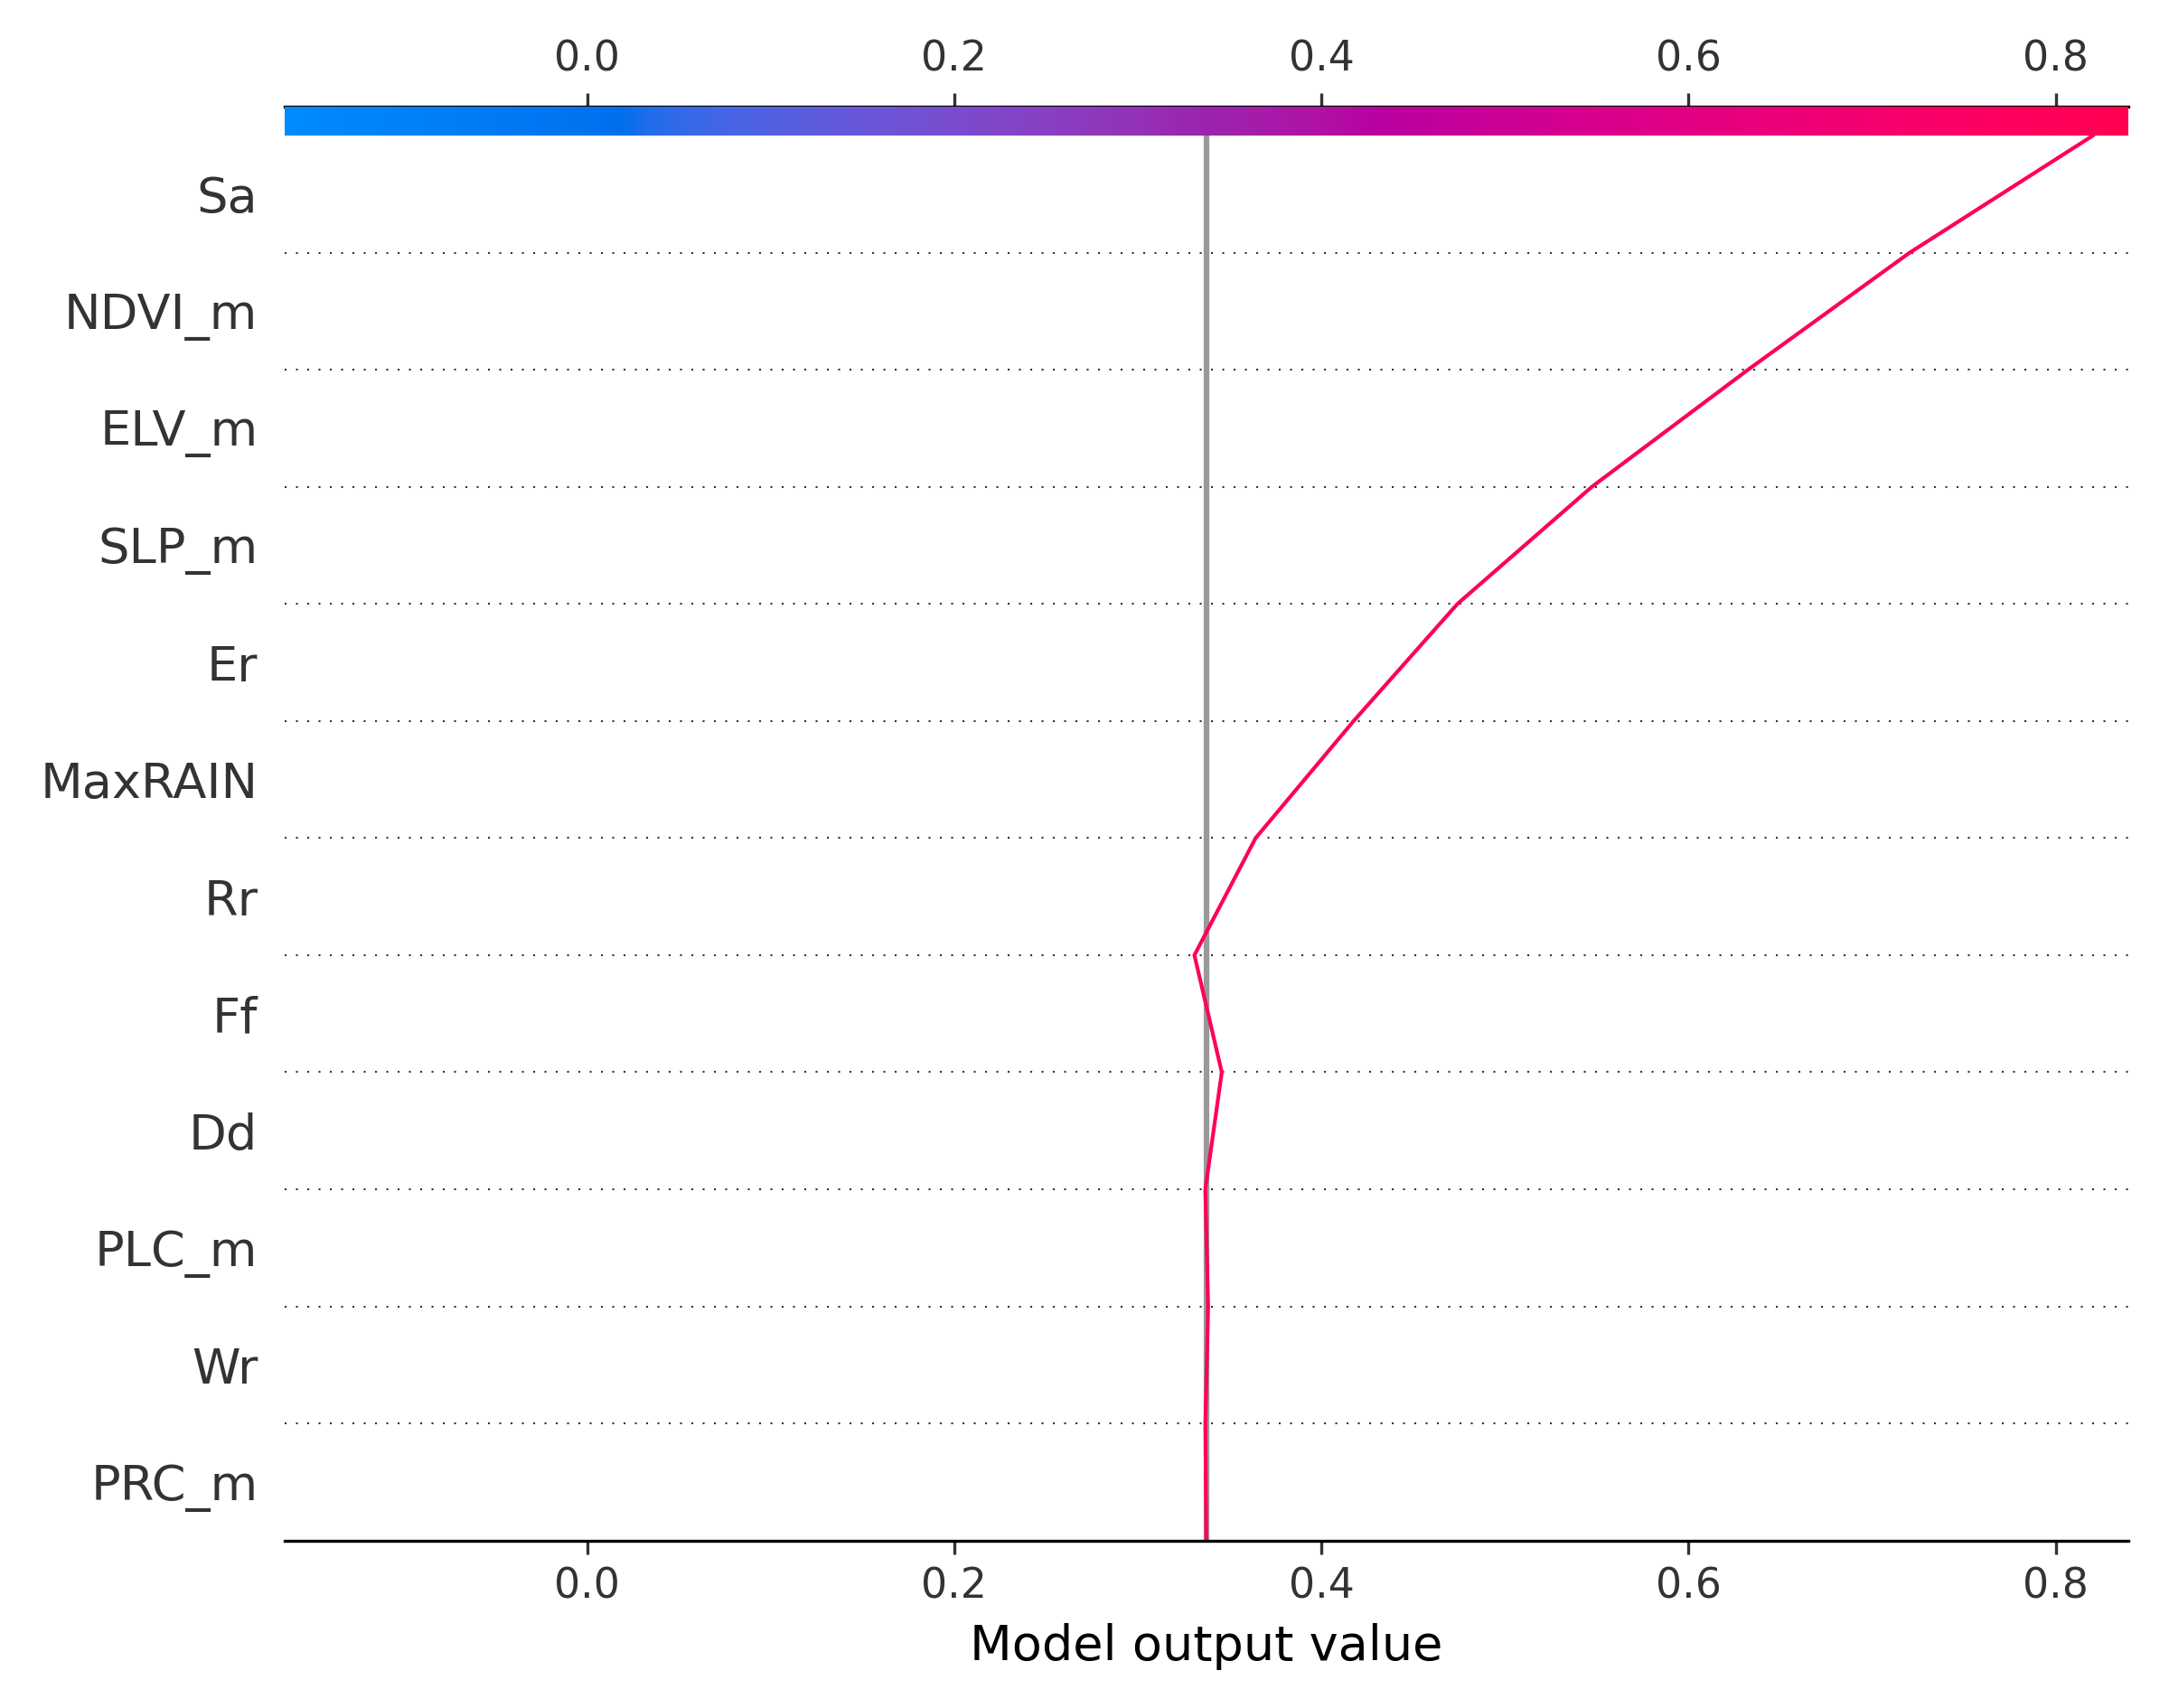 0.0 0.2 0.4 0.6 0.8
Sa
NDVI_m
ELV_m
SLP_m
Er
MaxRAIN
Rr
Ff
Dd
PLC_m
Wr
PRC_m
0.0 0.2 0.4 0.6 0.8
Model output value